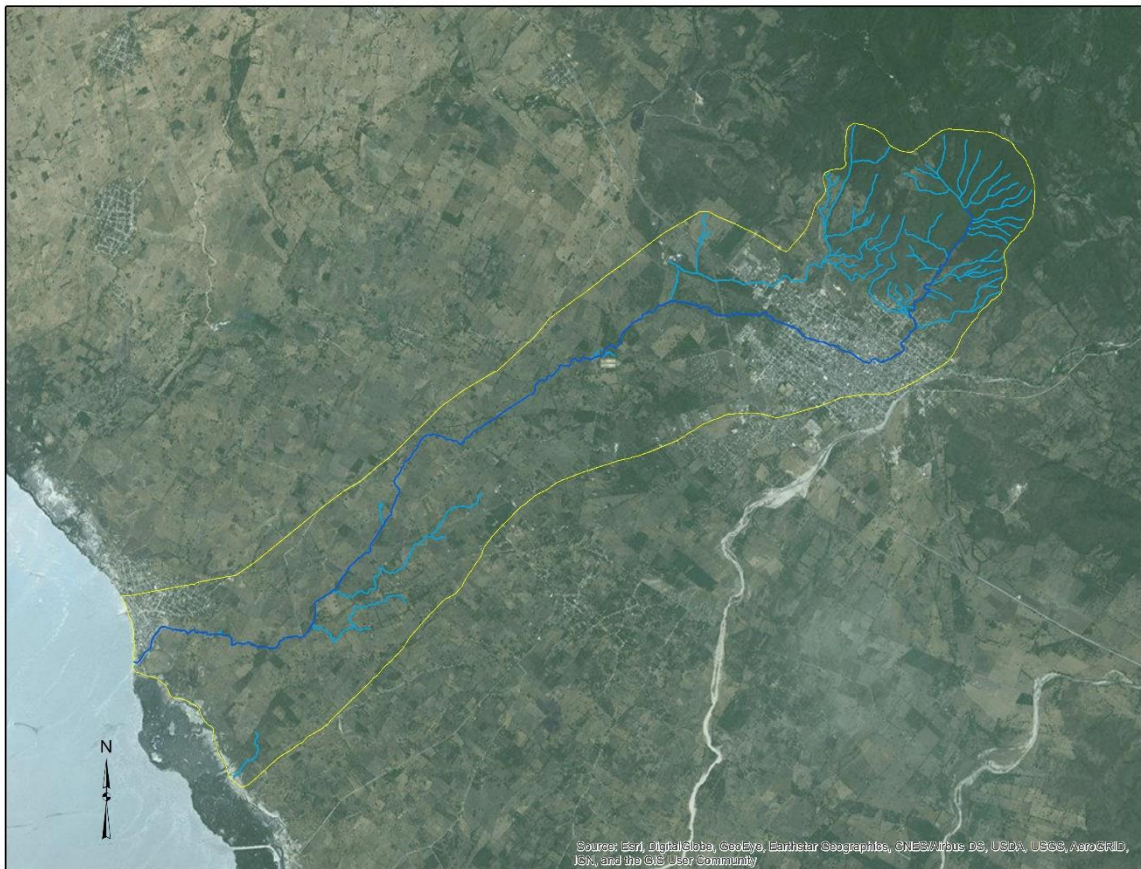 N
Source: Esri, DigitalGlobe, GeoEye, Earthstar Geographics, CNES/Airbus DS, USDA, USGS, AeroGRID,
IGN, and the GIS User Community